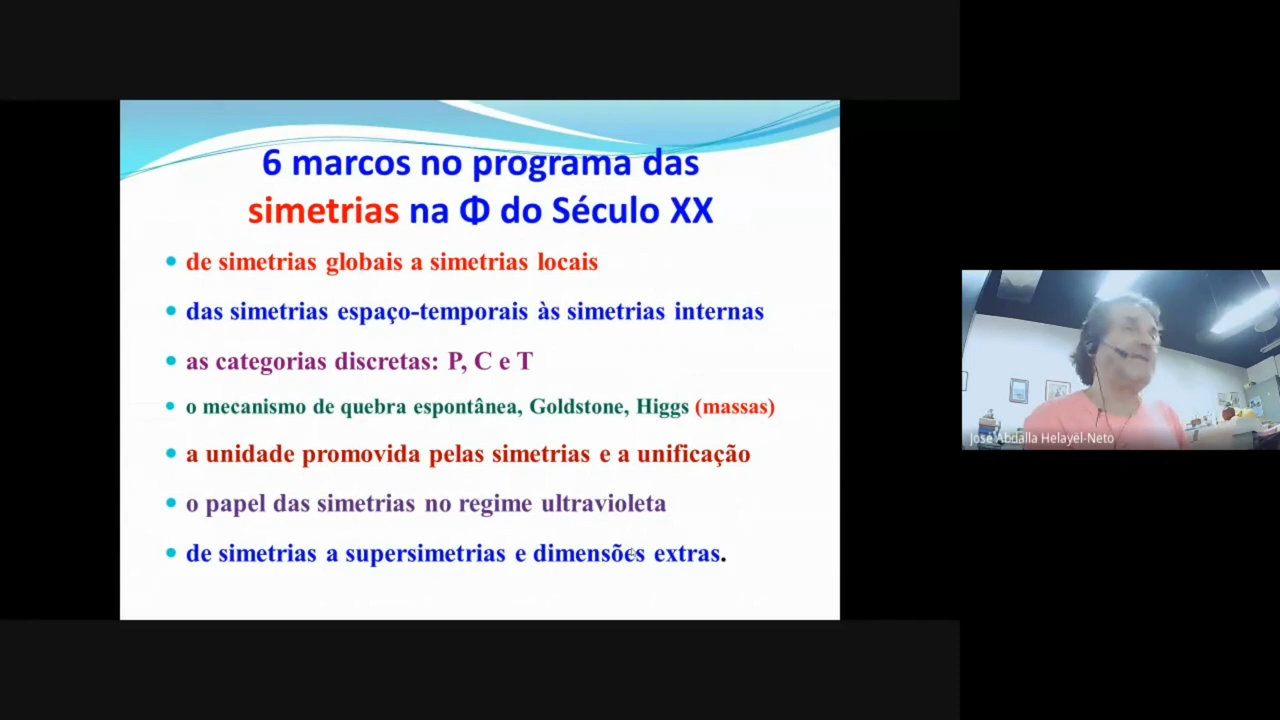 6 marcos no programa das
simetrias na Φ do Século XX
• de simetrias globais a simetrias locais
• das simetrias espaço-temporais às simetrias internas
• as categorias discretas: P, C e T
• o mecanismo de quebra espontânea, Goldstone, Higgs (massas)
• a unidade promovida pelas simetrias e a unificação
• o papel das simetrias no regime ultravioleta
• de simetrias a supersimetrias e dimensões extras.
José Abdalla Helayël-Neto